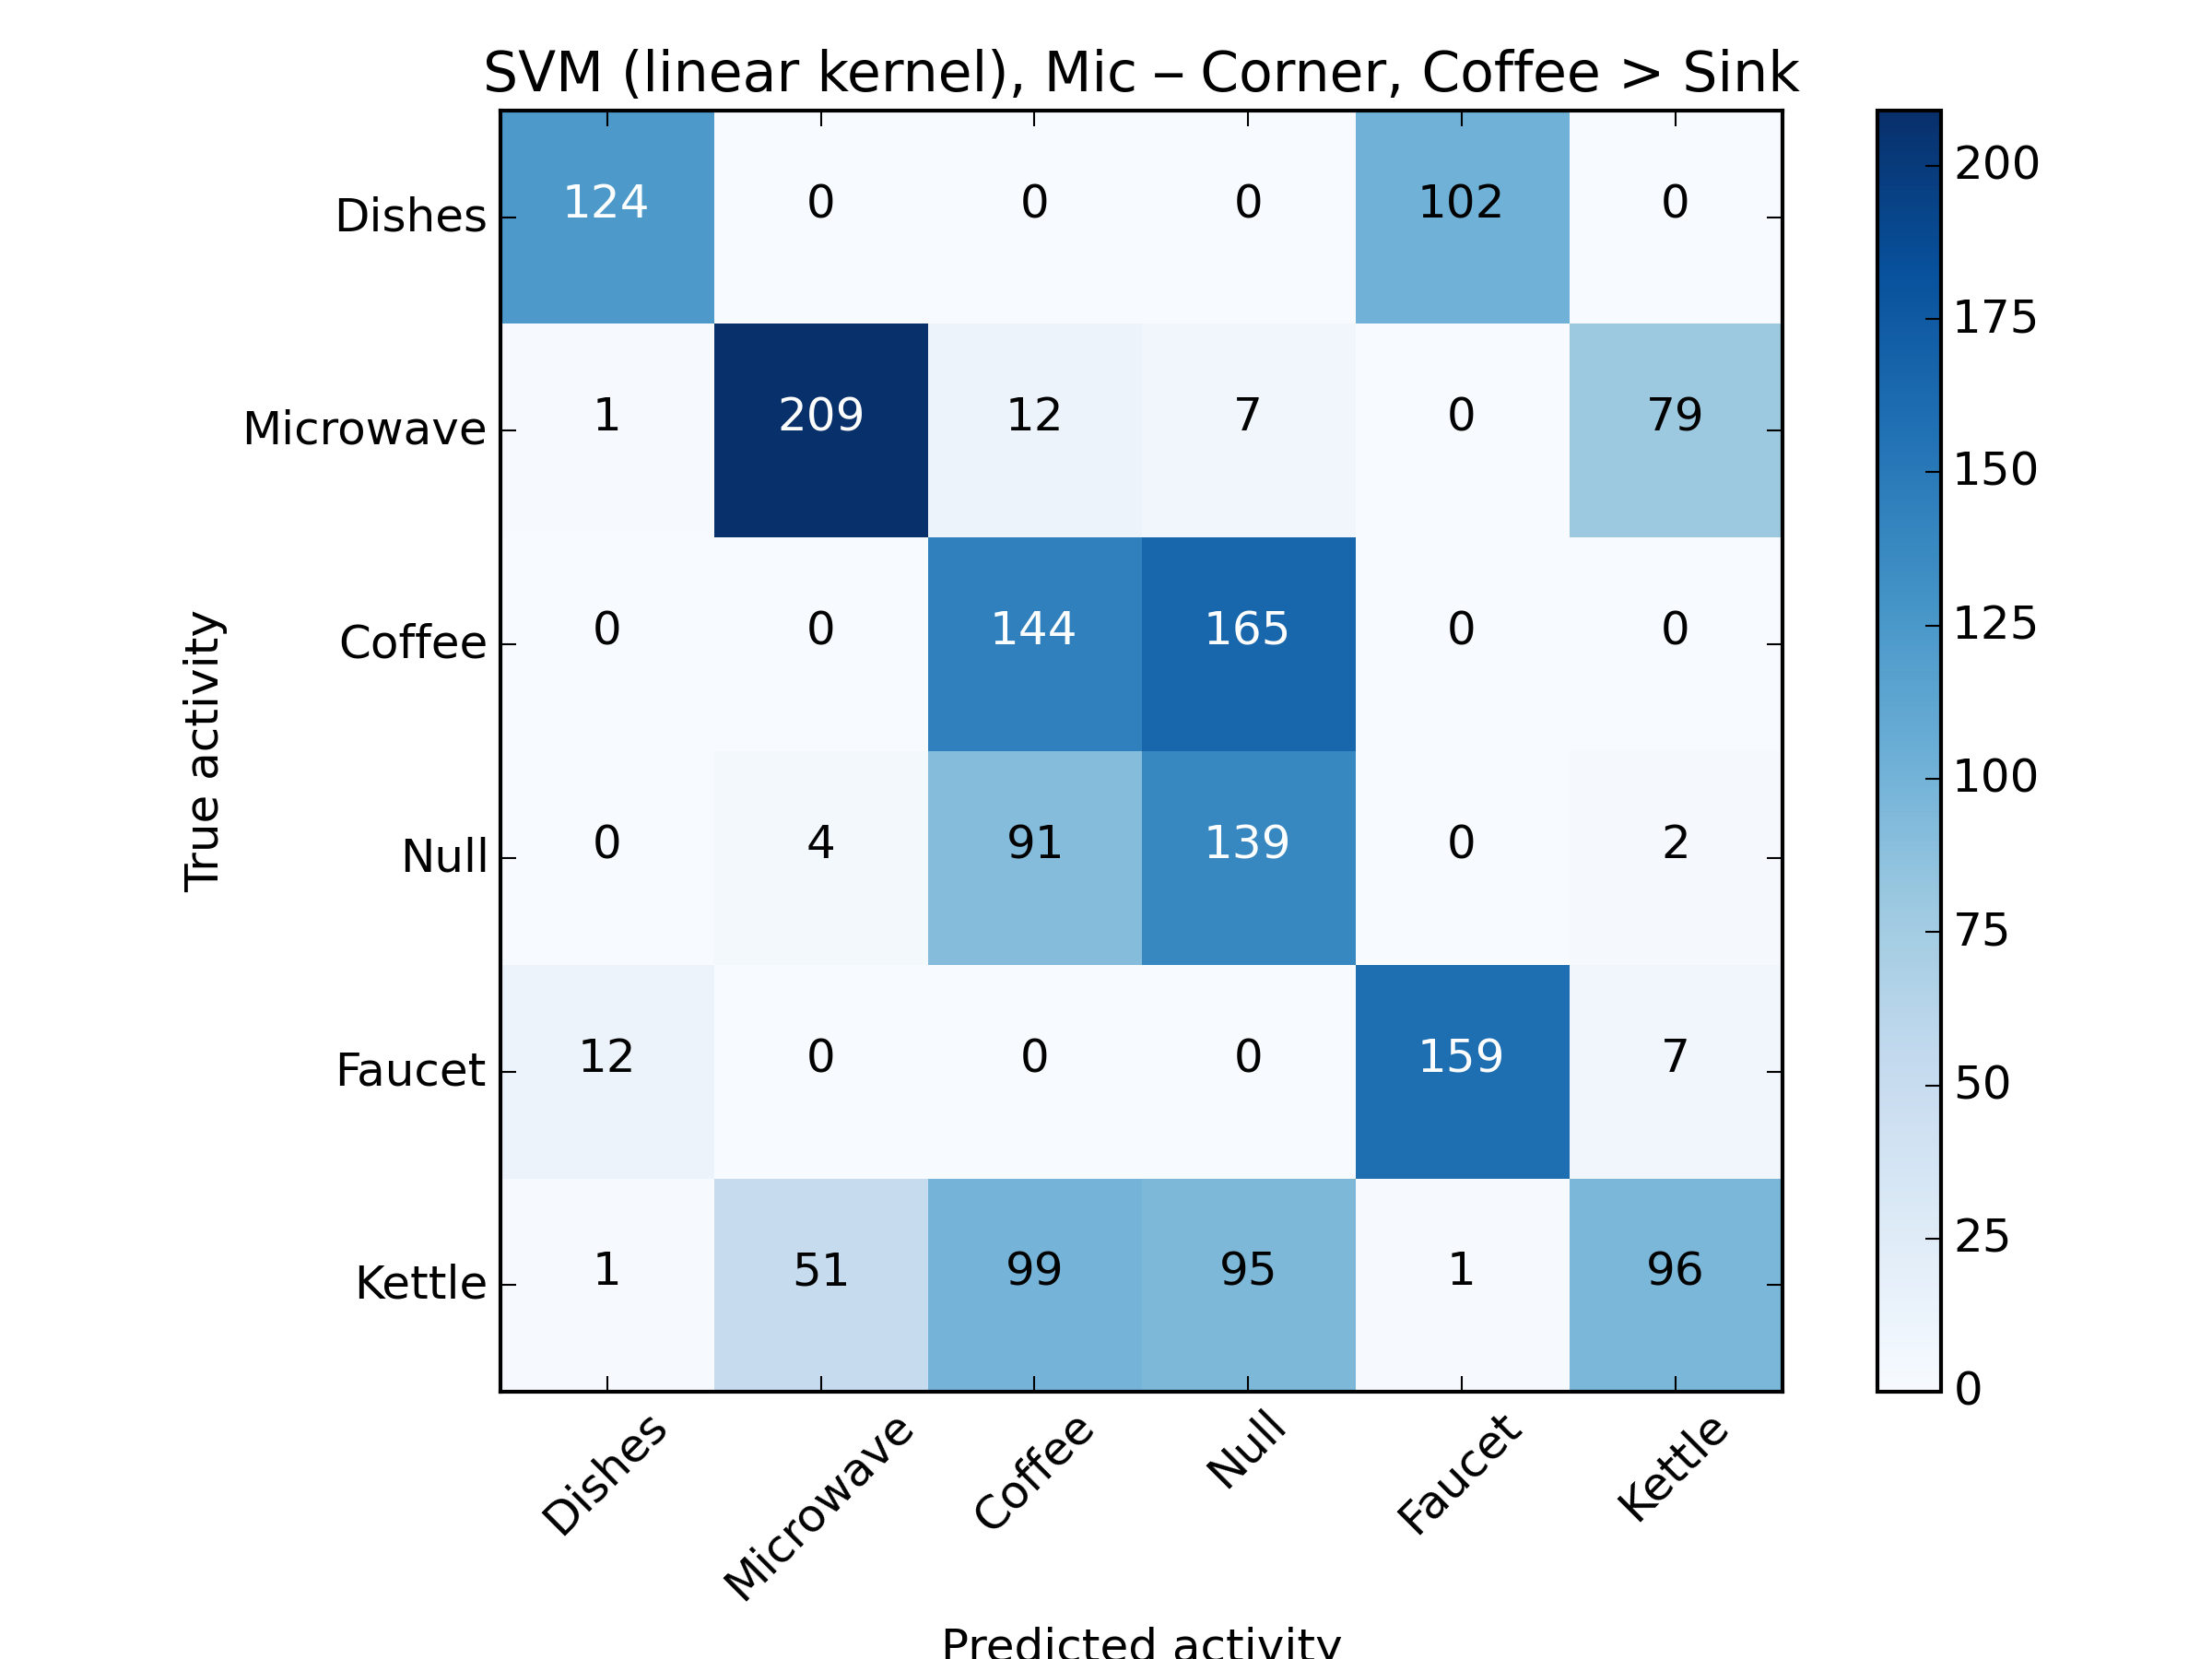 SVM (linear kernel), Mic – Corner, Coffee > Sink
Dishes 124 0 0 0 102 0
Microwave 1 209 12 7 0 79
Coffee 0 0 144 165 0 0
Null 0 4 91 139 0 2
Faucet 12 0 0 0 159 7
Kettle 1 51 99 95 1 96
Dishes Microwave Coffee Null Faucet Kettle
True activity
Predicted activity
200
175
150
125
100
75
50
25
0